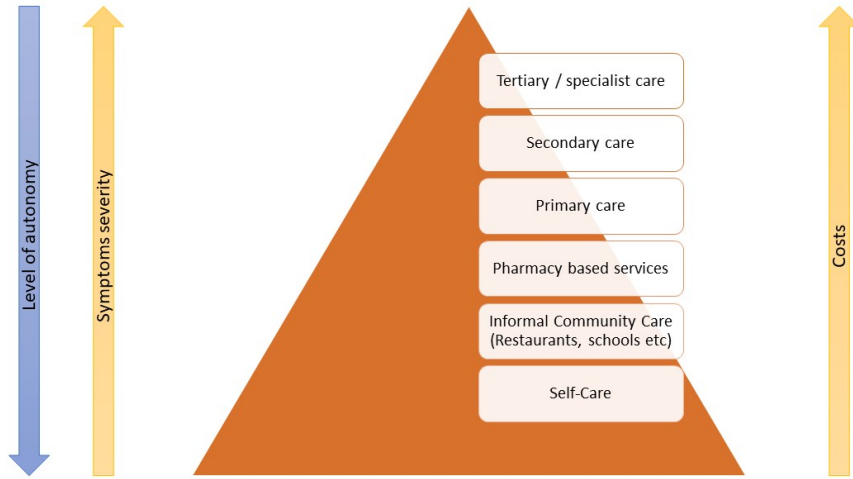 Level of autonomy
Symptoms severity
Tertiary / specialist care
Secondary care
Primary care
Pharmacy based services
Informal Community Care
(Restaurants, schools etc)
Self-Care
Costs